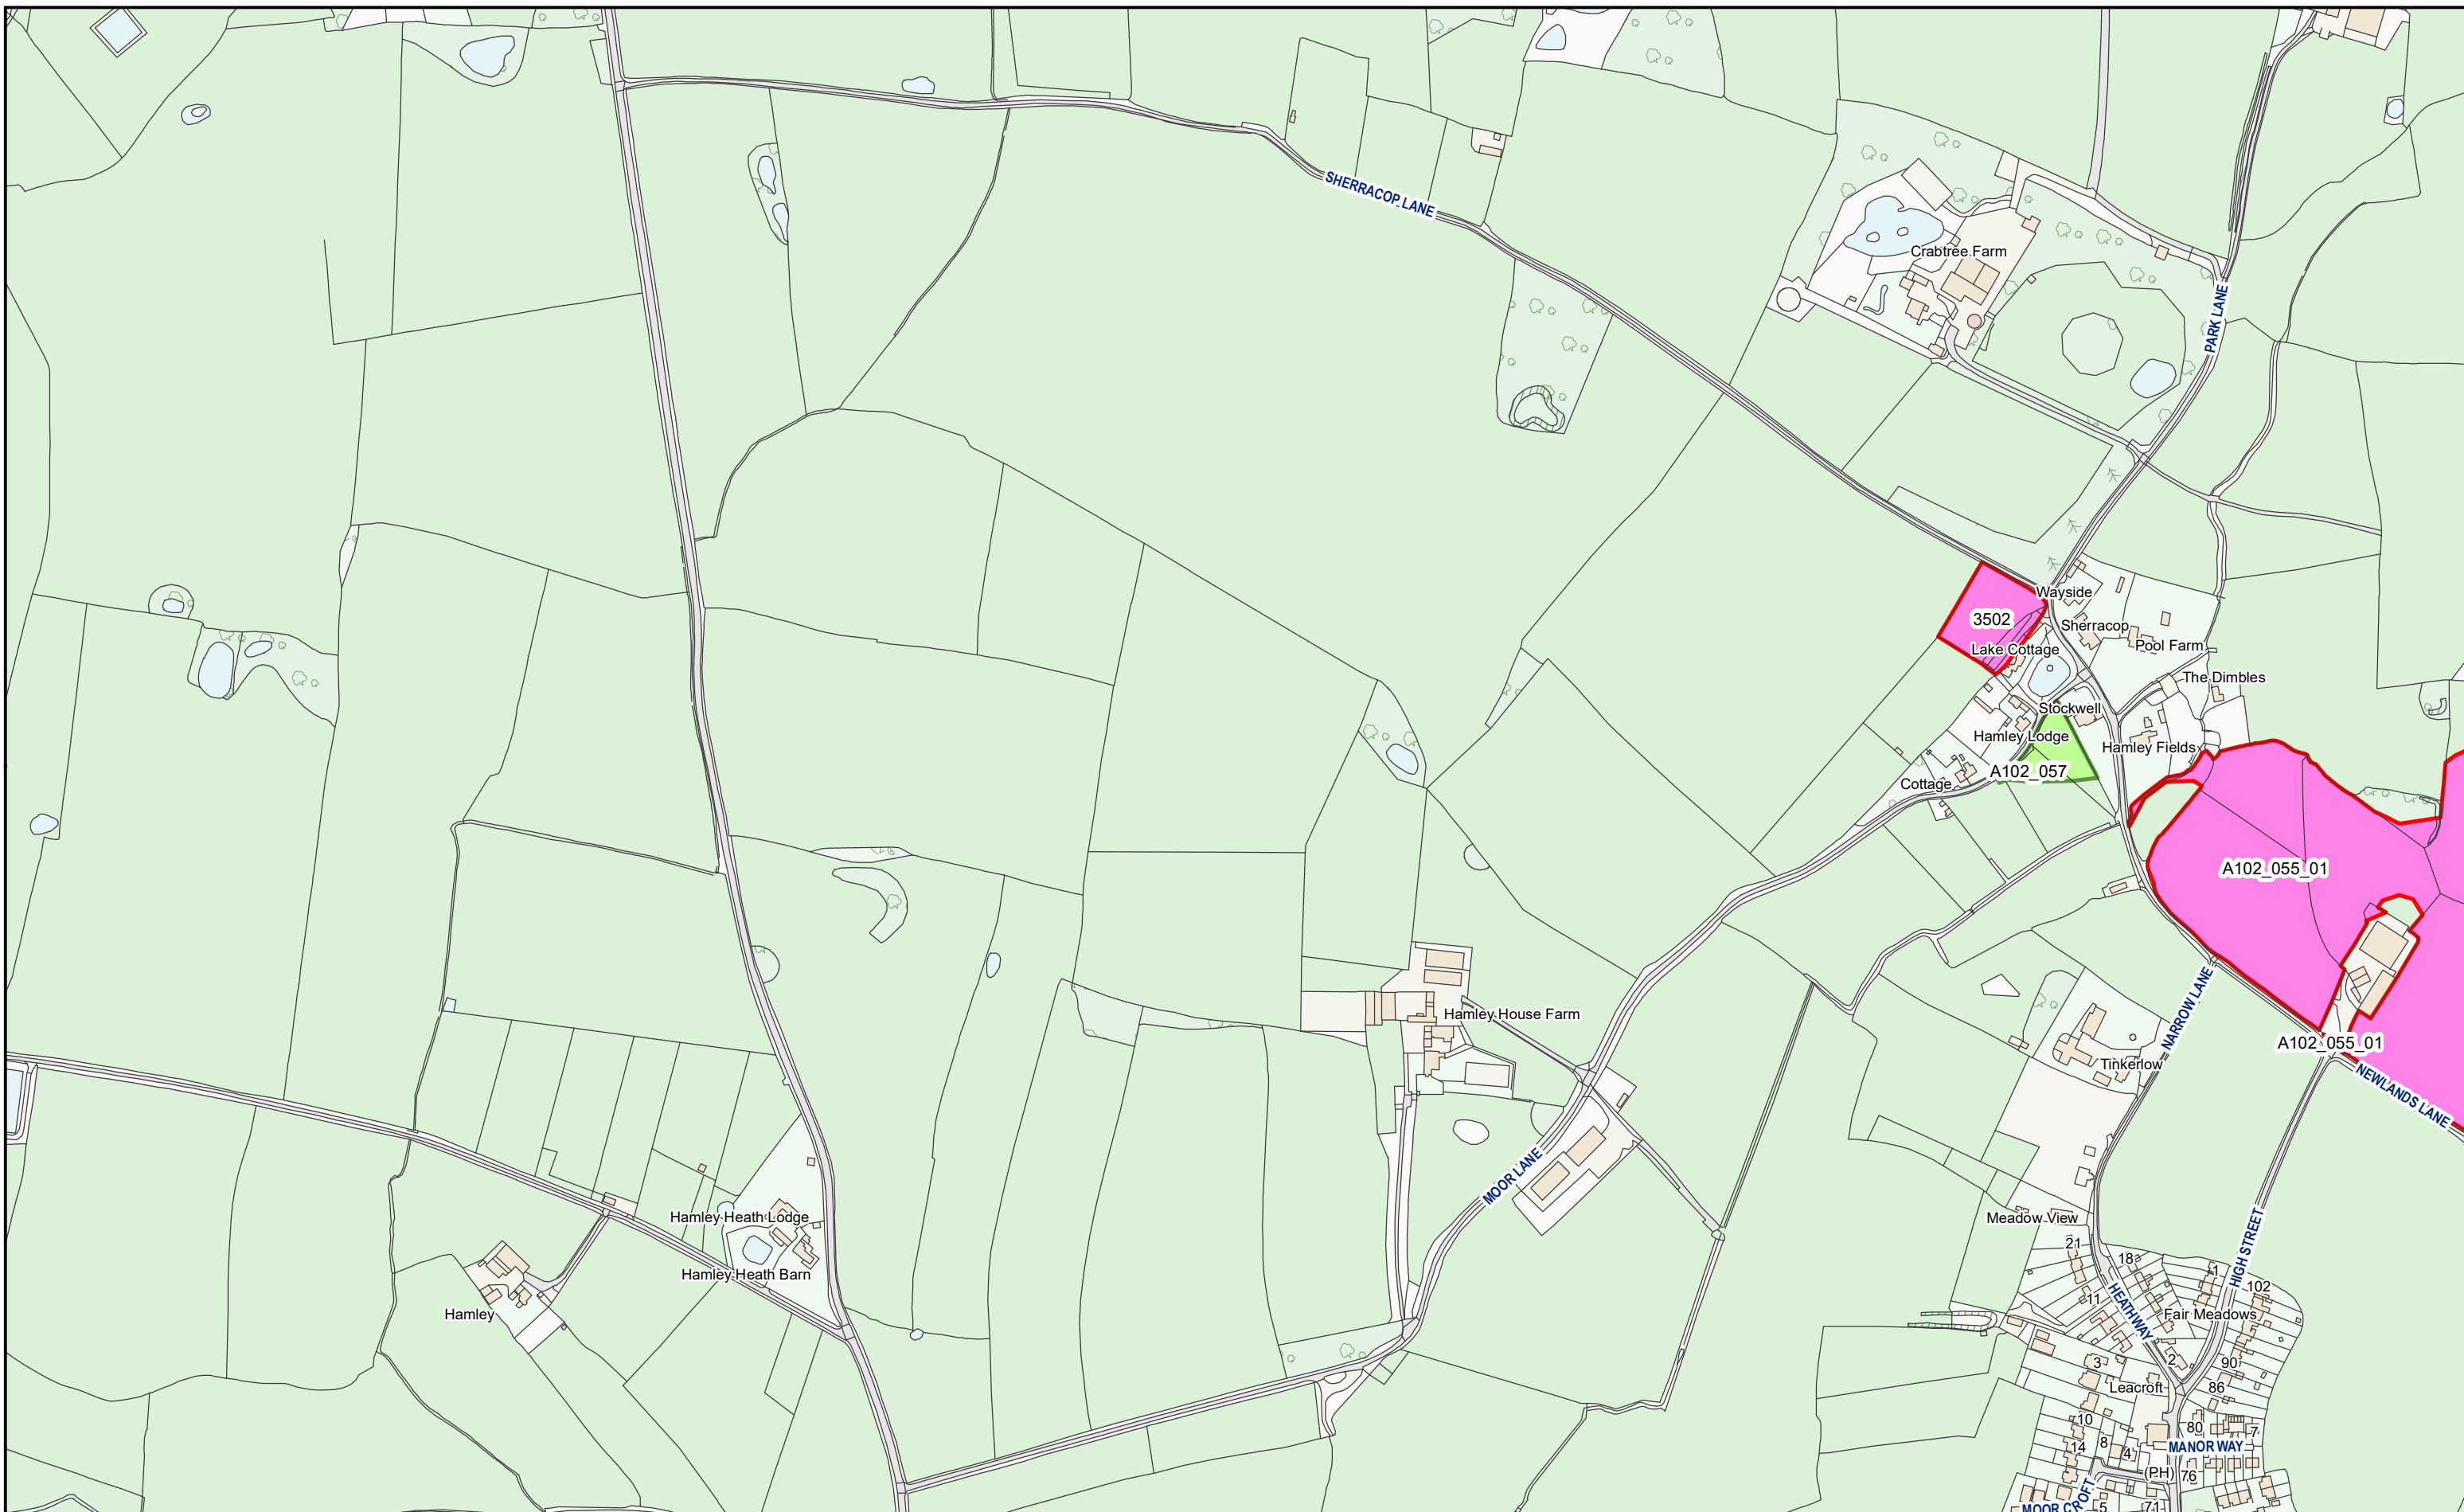 SHERRACOP LANE
Crabtree Farm
PARK LANE
Wayside
3502
Sherracop
Lake Cottage
Pool Farm
The Dimbles
Stockwell
Hamley Lodge
Hamley Fields
A102_057
Cottage
A102_055_01
NARROW LANE
Hamley House Farm
A102_055_01
Tinkerlow
NEWLANDS LANE
MOOR LANE
Hamley Heath Lodge
Meadow View
HIGH STREET
21
18
1
Hamley Heath Barn
102
11
HEATHWAY
Hamley
Fair Meadows
3
2
90
Leacroft
86
10
80
7
14
8
4
MANOR WAY
(PH)
76
MOOR CROFT
5
71